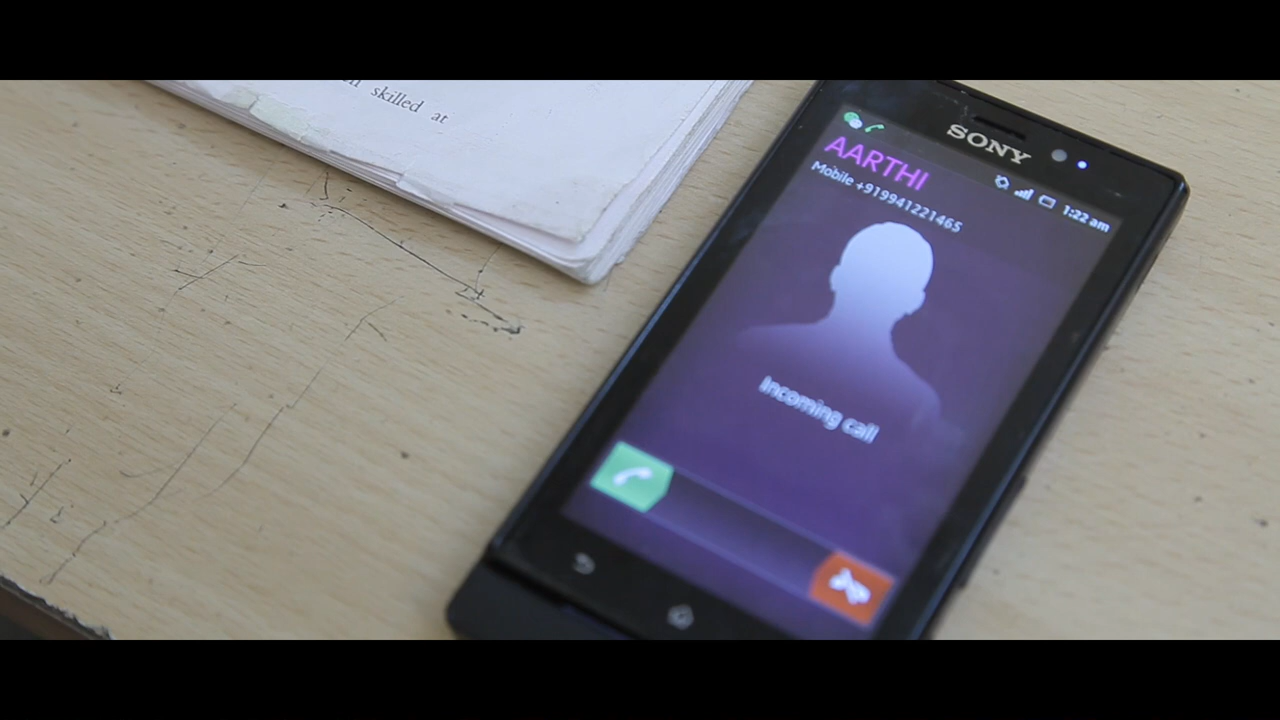 skilled at
SONY
1:22 am
AARTHI
Mobile +919941221465
Incoming call